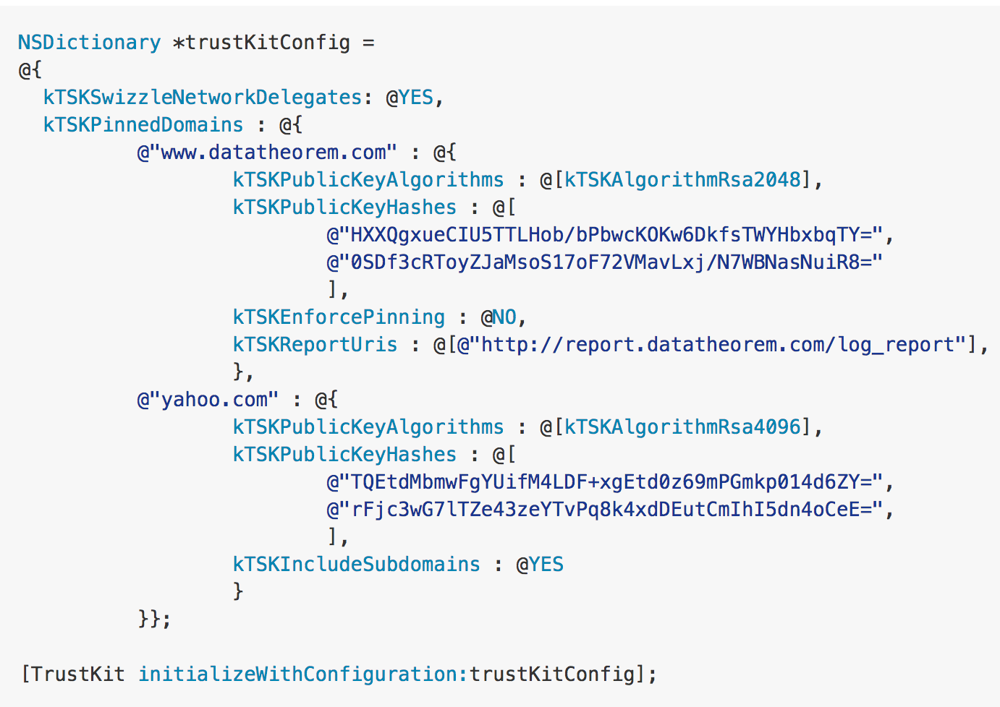 NSDictionary *trustKitConfig =
@{
kTSKSwizzleNetworkDelegates: @YES,
kTSKPinnedDomains : @{
@"www.datatheorem.com" : @{
kTSKPublicKeyAlgorithms : @[kTSKAlgorithmRsa2048],
kTSKPublicKeyHashes : @[
@"HXXQgxueCIU5TTLHob/bPbwcKOKw6DkfsTWYHbxbqTY=",
@"0SDf3cRToyZJaMsoS17oF72VMavLxj/N7WBNasNuiR8="
],
kTSKEnforcePinning : @NO,
kTSKReportUris : @[@"http://report.datatheorem.com/log_report"],
},
@"yahoo.com" : @{
kTSKPublicKeyAlgorithms : @[kTSKAlgorithmRsa4096],
kTSKPublicKeyHashes : @[
@"TQEtdMbmwFgYUifM4LDF+xgEtd0z69mPGmkp014d6ZY=",
@"rFjc3wG7lTZe43zeYTvPq8k4xdDEutCmIhI5dn4oCeE=",
],
kTSKIncludeSubdomains : @YES
}
}};
[TrustKit initializeWithConfiguration:trustKitConfig];